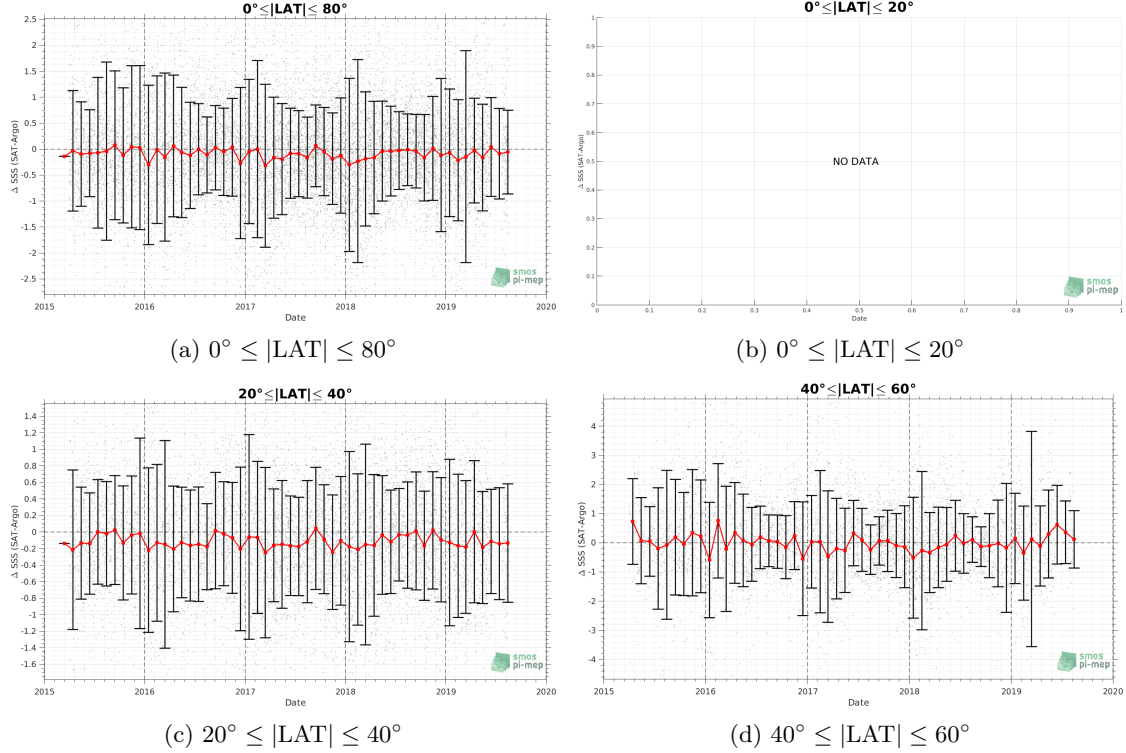 0°≤|LAT|≤ 80°
Δ SSS (SAT-Argo)
2.5
2
1.5
1
0.5
0
-0.5
-1
-1.5
-2
-2.5
2015 2016 2017 2018 2019 2020
Date
smos
pi-mep
(a) 0° ≤ |LAT| ≤ 80°
0°≤|LAT|≤ 20°
Δ SSS (SAT-Argo)
1
0.9
0.8
0.7
0.6
0.5
0.4
0.3
0.2
0.1
0
NO DATA
0 0.1 0.2 0.3 0.4 0.5 0.6 0.7 0.8 0.9 1
Date
smos
pi-mep
(b) 0° ≤ |LAT| ≤ 20°
20°≤|LAT|≤ 40°
Δ SSS (SAT-Argo)
1.4
1.2
1
0.8
0.6
0.4
0.2
0
-0.2
-0.4
-0.6
-0.8
-1
-1.2
-1.4
-1.6
2015 2016 2017 2018 2019 2020
Date
smos
pi-mep
(c) 20° ≤ |LAT| ≤ 40°
40°≤|LAT|≤ 60°
Δ SSS (SAT-Argo)
4
3
2
1
0
-1
-2
-3
-4
2015 2016 2017 2018 2019 2020
Date
smos
pi-mep
(d) 40° ≤ |LAT| ≤ 60°